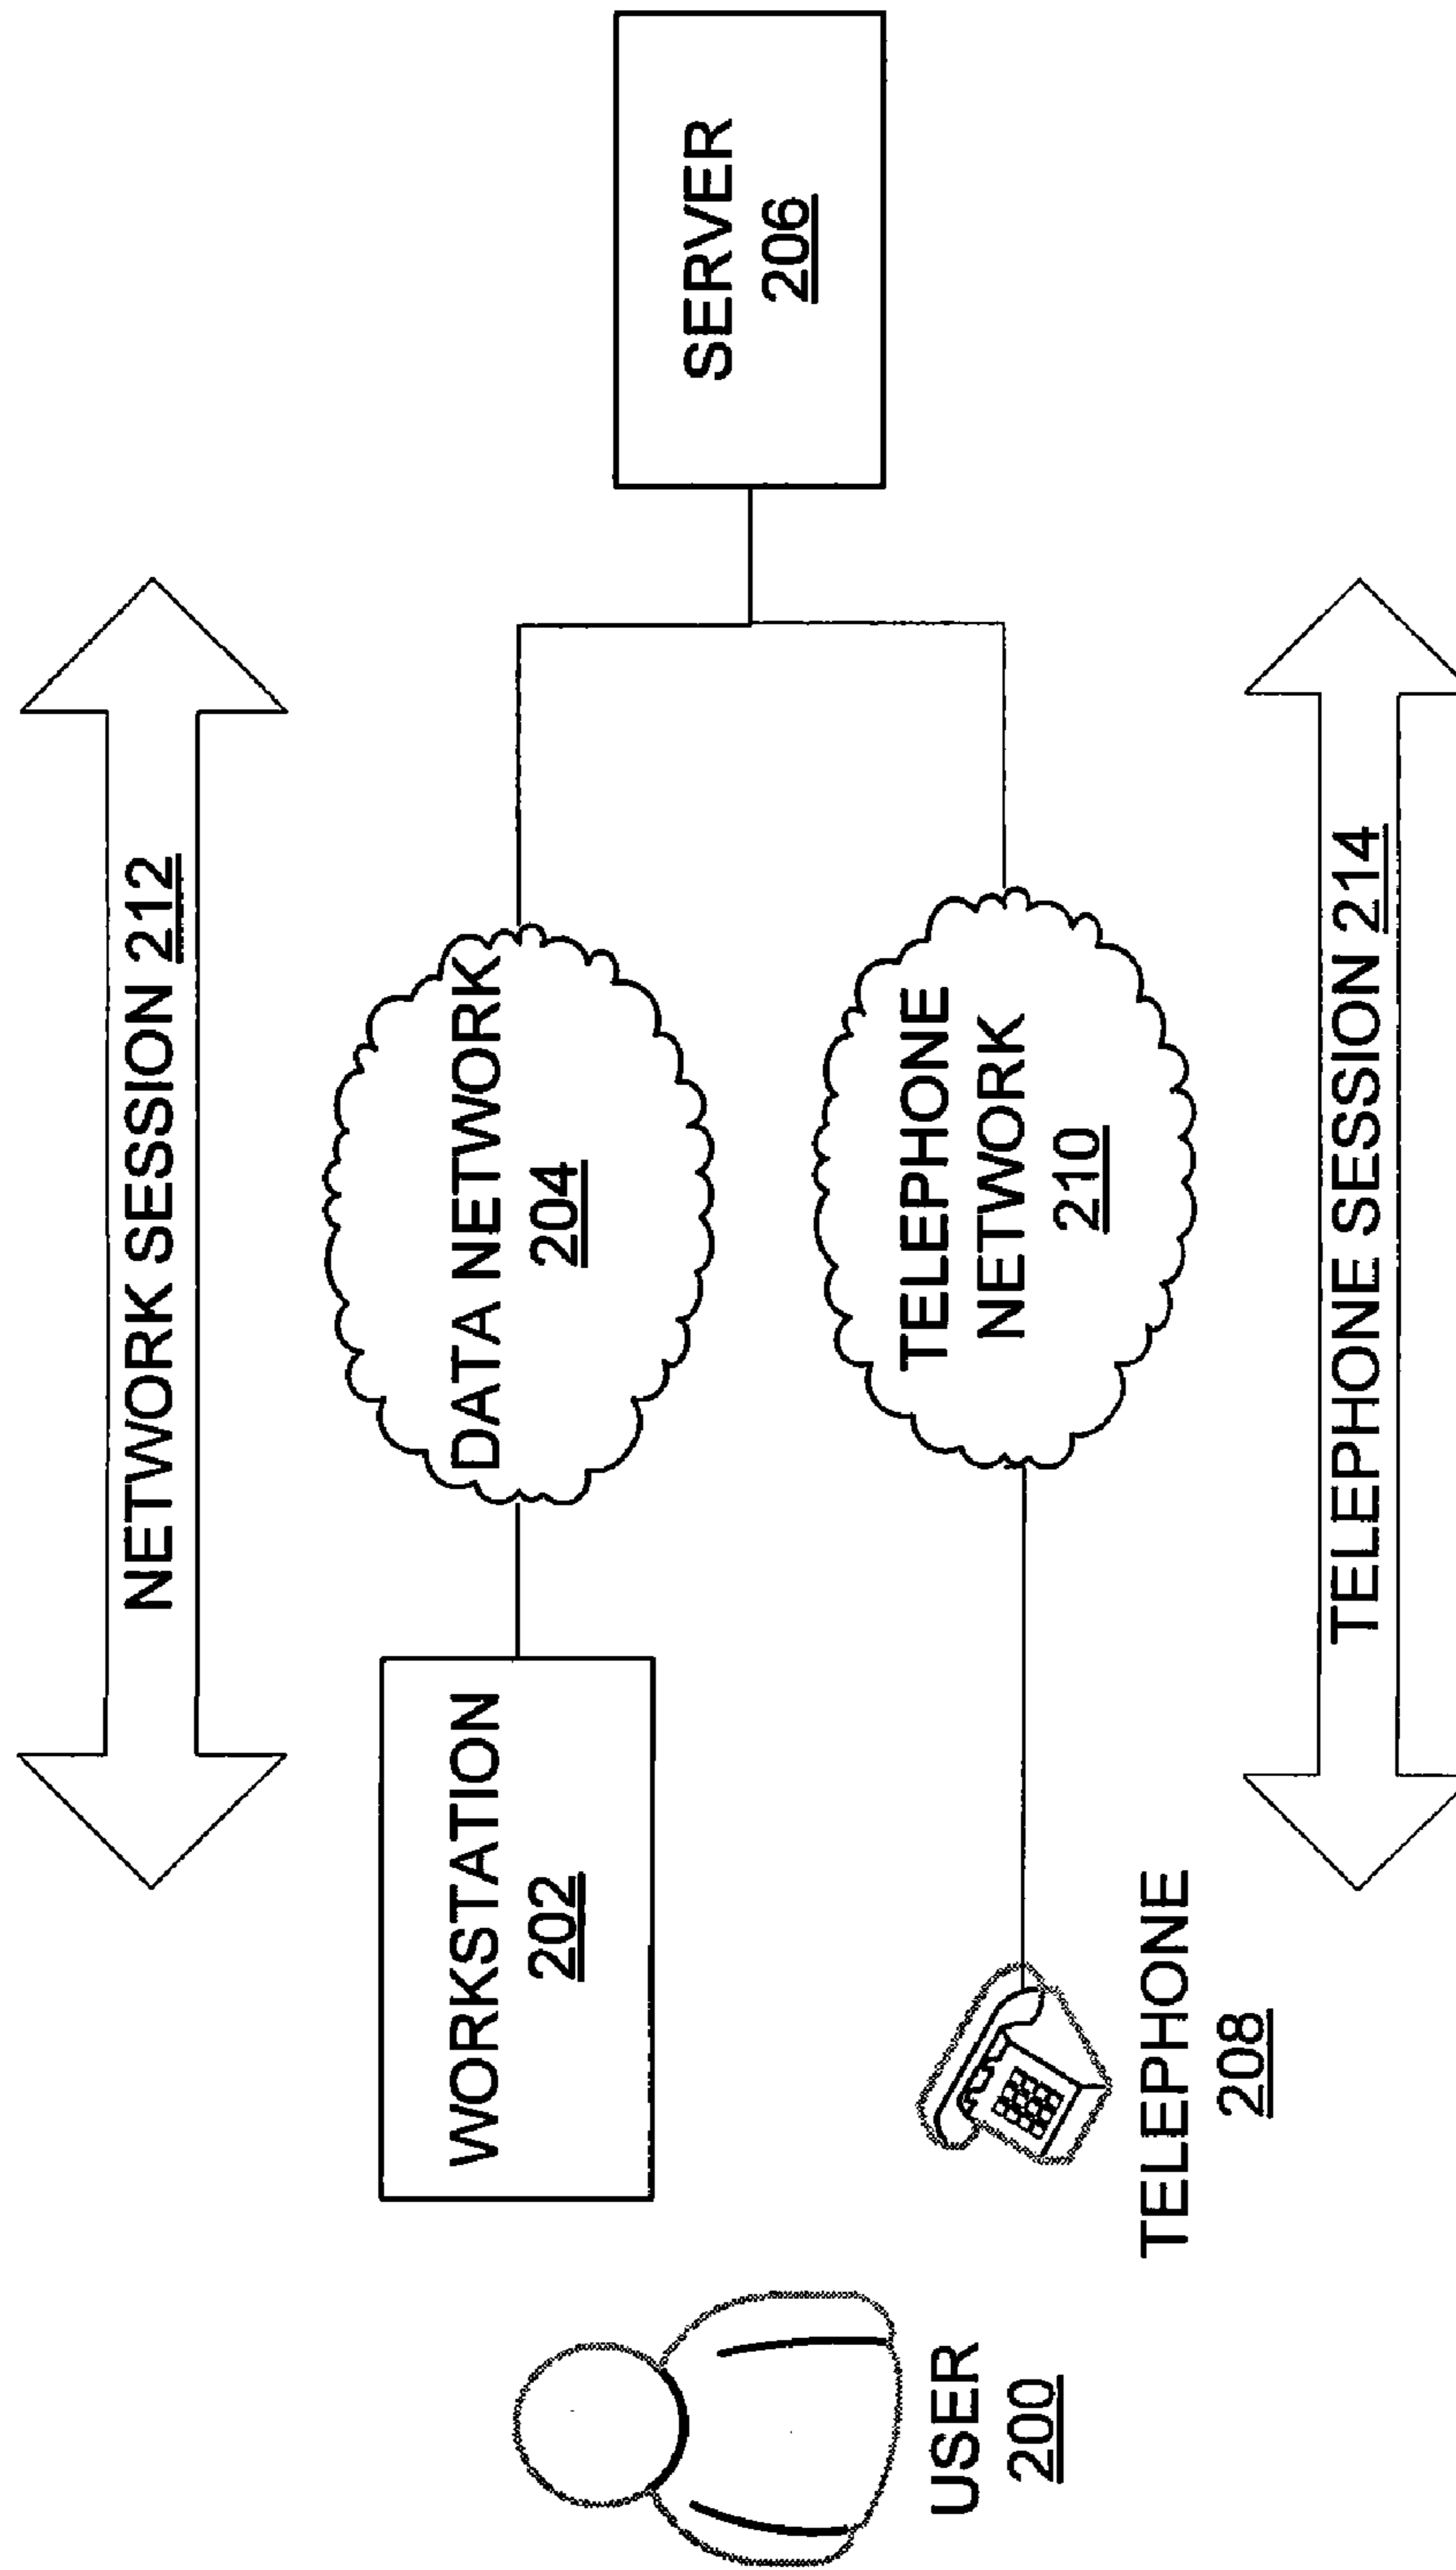 NETWORK SESSION 212
USER
200
WORKSTATION
202
DATA NETWORK
204
SERVER
206
TELEPHONE
208
TELEPHONE
NETWORK
210
TELEPHONE SESSION 214